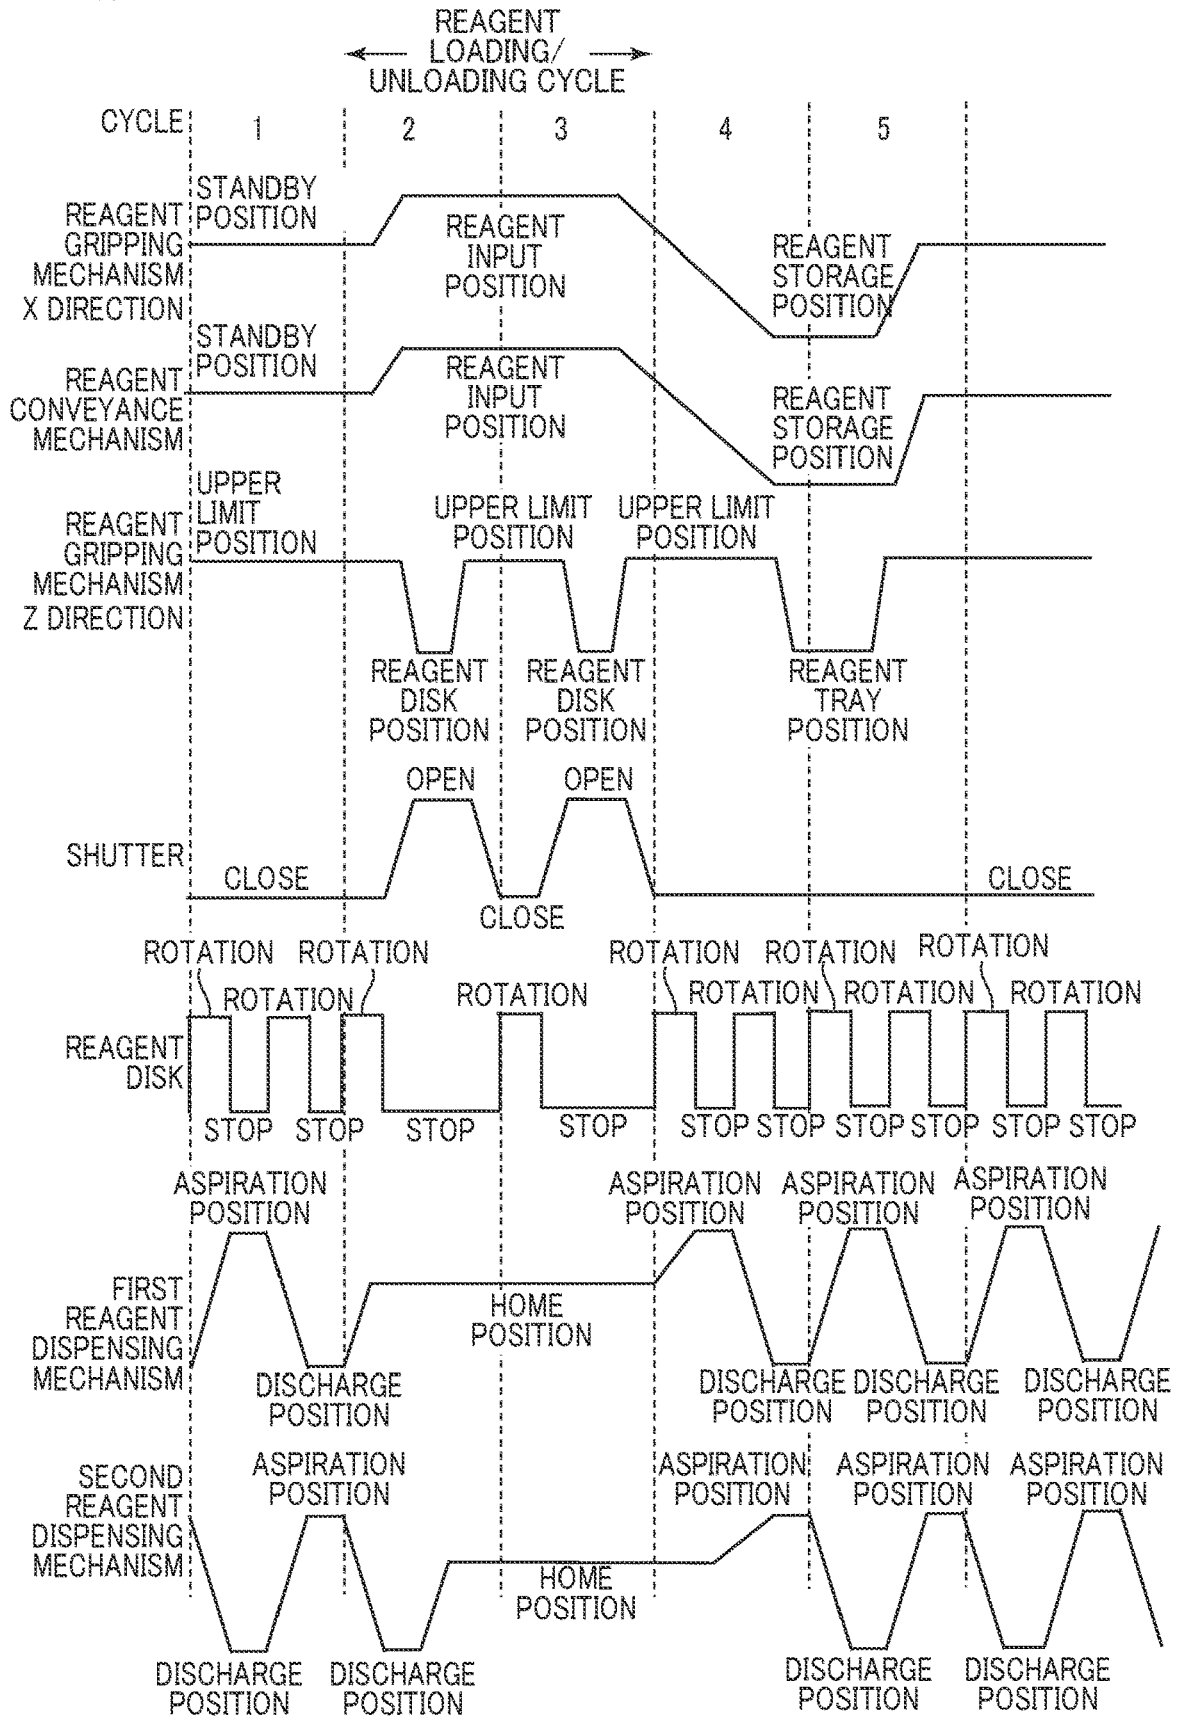 REAGENT
LOADING/
UNLOADING CYCLE
CYCLE 1 2 3 4 5
REAGENT
GRIPPING
MECHANISM
X DIRECTION
STANDBY
POSITION
REAGENT
INPUT
POSITION
REAGENT
STORAGE
POSITION
REAGENT
CONVEYANCE
MECHANISM
STANDBY
POSITION
REAGENT
INPUT
POSITION
REAGENT
STORAGE
POSITION
REAGENT
GRIPPING
MECHANISM
Z DIRECTION
UPPER
LIMIT
POSITION
UPPER LIMIT
POSITION
UPPER LIMIT
POSITION
REAGENT
DISK
POSITION
REAGENT
DISK
POSITION
REAGENT
TRAY
POSITION
SHUTTER
CLOSE
OPEN
CLOSE
OPEN
CLOSE
REAGENT
DISK
ROTATION ROTATION ROTATION ROTATION ROTATION
ROTATION ROTATION ROTATION ROTATION ROTATION
STOP STOP STOP STOP STOP STOP STOP STOP STOP STOP
FIRST
REAGENT
DISPENSING
MECHANISM
ASPIRATION
POSITION
DISCHARGE
POSITION
HOME
POSITION
ASPIRATION
POSITION
DISCHARGE
POSITION
ASPIRATION
POSITION
DISCHARGE
POSITION
ASPIRATION
POSITION
DISCHARGE
POSITION
SECOND
REAGENT
DISPENSING
MECHANISM
DISCHARGE
POSITION
ASPIRATION
POSITION
DISCHARGE
POSITION
HOME
POSITION
ASPIRATION
POSITION
DISCHARGE
POSITION
ASPIRATION
POSITION
DISCHARGE
POSITION
ASPIRATION
POSITION